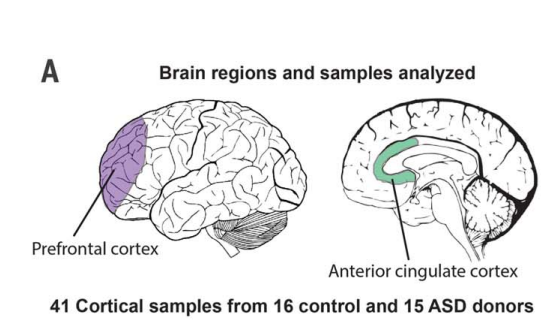 A
Brain regions and samples analyzed
Prefrontal cortex
Anterior cingulate cortex
41 Cortical samples from 16 control and 15 ASD donors